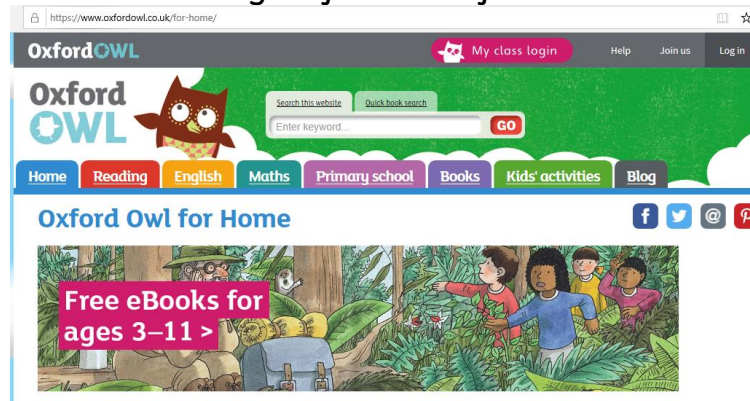 https://www.oxfordowl.co.uk/for-home/
OxfordOWL
My class login
Help
Join us
Log in
Oxford
OWL
Search this website
Quick book search
Enter keyword...
GO
Home
Reading
English
Maths
Primary school
Books
Kids' activities
Blog
Oxford Owl for Home
Free eBooks for
ages 3–11 >